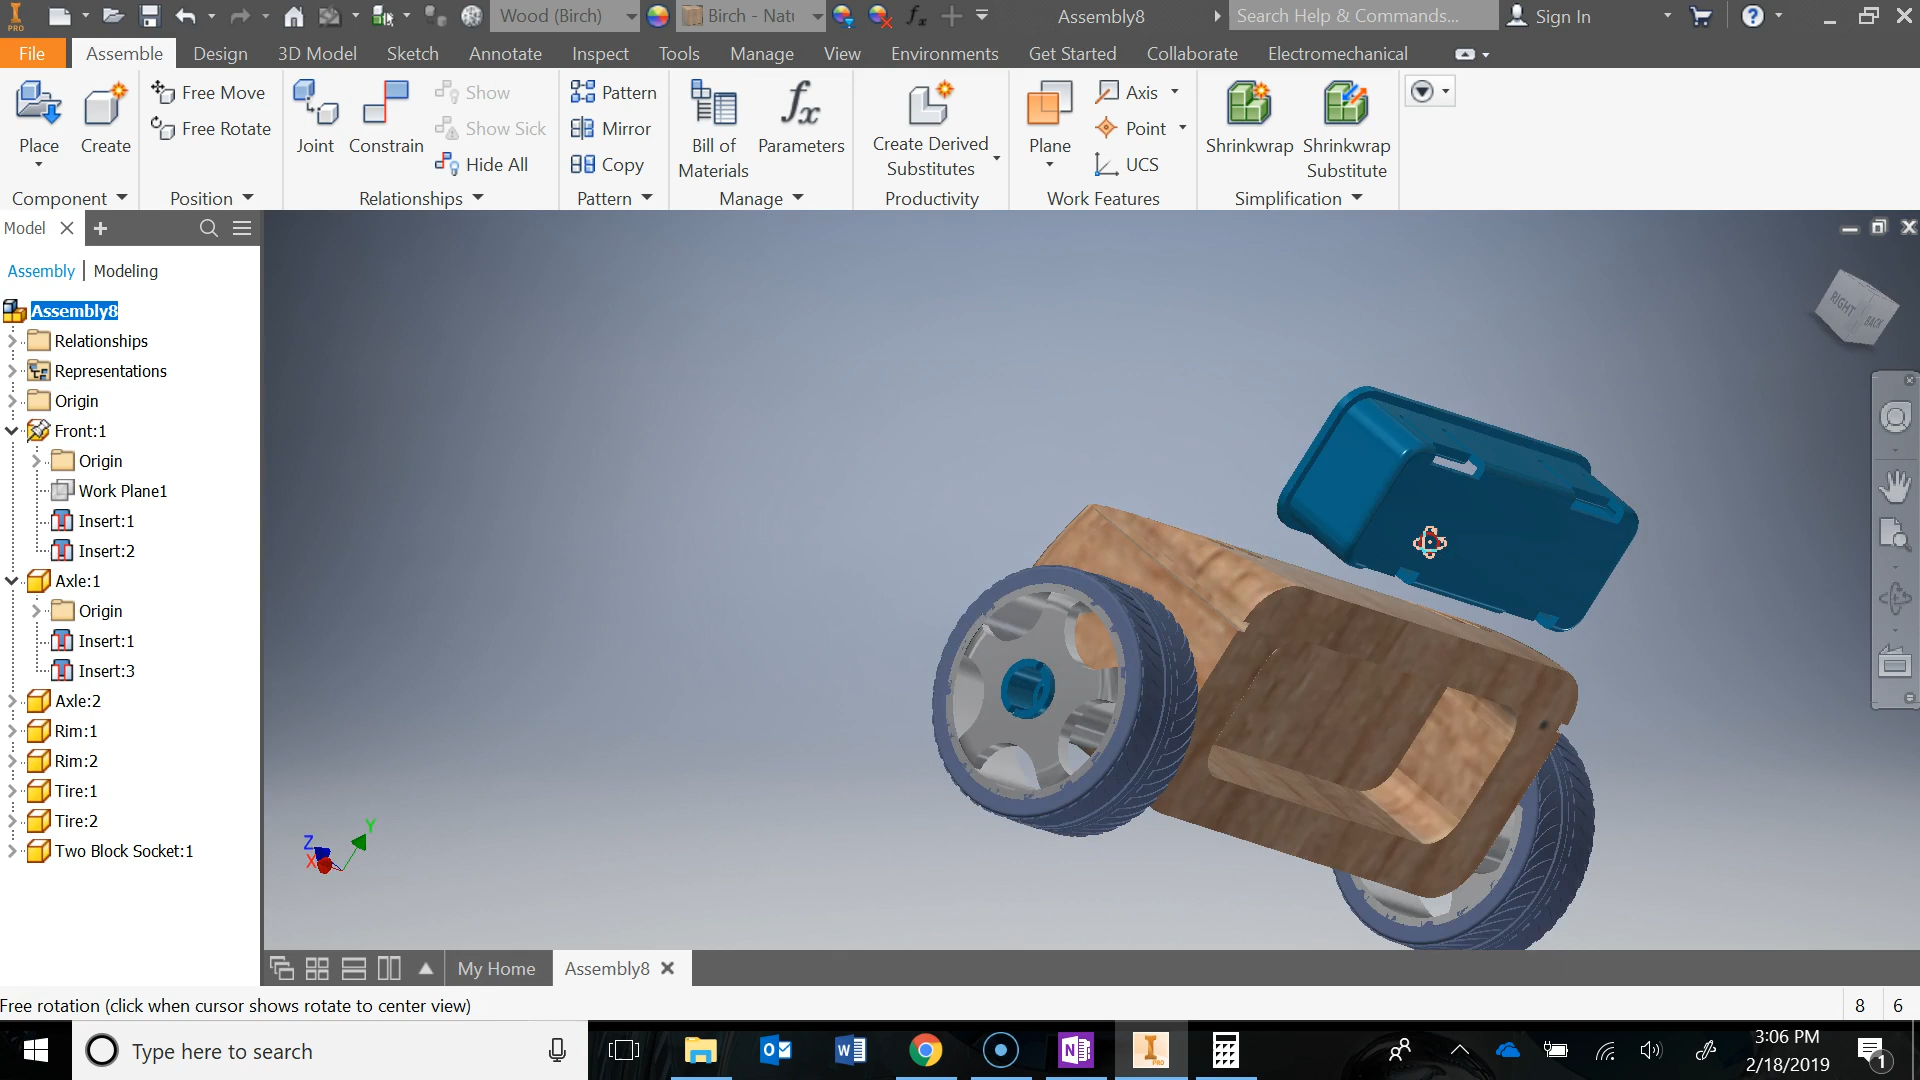 PRO
Wood (Birch)
Birch - Natu
Assembly8
Search Help & Commands...
Sign In
File
Assemble
Design
3D Model
Sketch
Annotate
Inspect
Tools
Manage
View
Environments
Get Started
Collaborate
Electromechanical
Place
Create
Free Move
Free Rotate
Joint
Constrain
Show
Show Sick
Hide All
Pattern
Mirror
Copy
Bill of
Materials
fx
Parameters
Create Derived
Substitutes
Plane
Axis
Point
UCS
Shrinkwrap
Shrinkwrap
Substitute
Component
Position
Relationships
Pattern
Manage
Productivity
Work Features
Simplification
Model
Assembly
Modeling
Assembly8
Relationships
Representations
Origin
Front:1
Origin
Work Plane1
Insert:1
Insert:2
Axle:1
Origin
Insert:1
Insert:3
Axle:2
Rim:1
Rim:2
Tire:1
Tire:2
Two Block Socket:1
RIGHT
BACK
Y
Z
X
My Home
Assembly8
Free rotation (click when cursor shows rotate to center view)
8
6
Type here to search
3:06 PM
2/18/2019
1